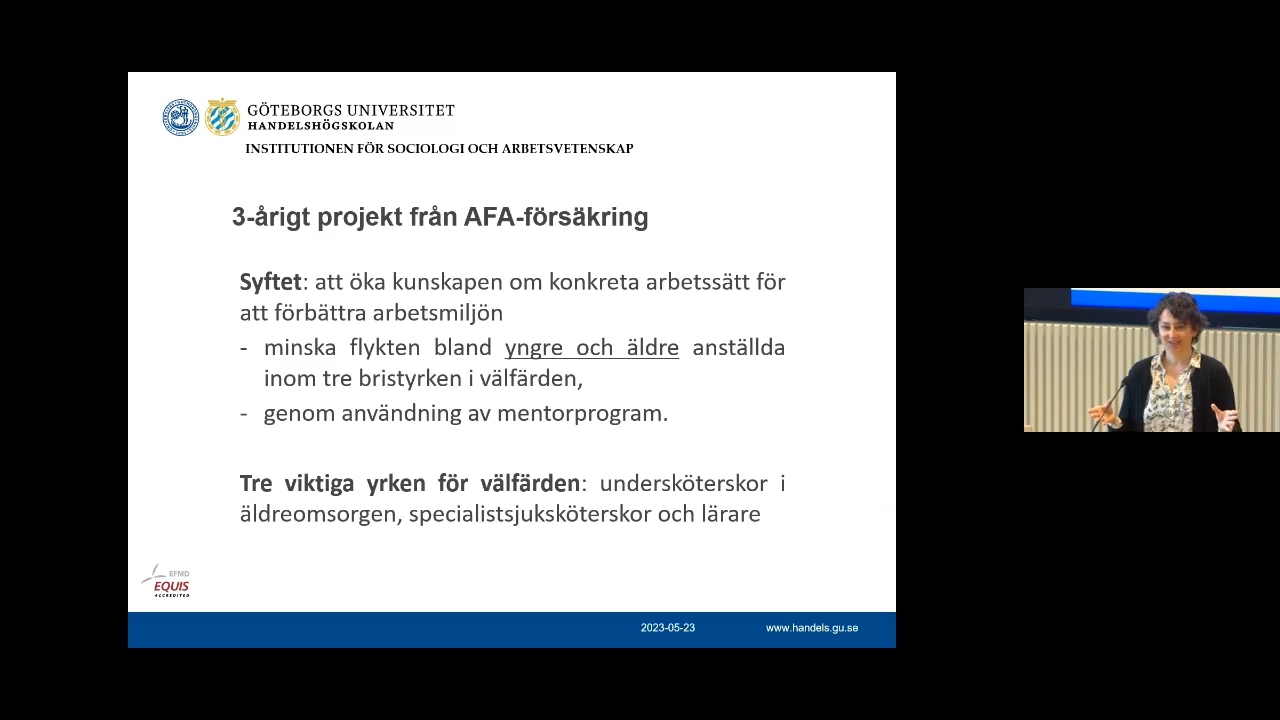 GÖTEBORGS UNIVERSITET
HANDELSHÖGSKOLAN
INSTITUTIONEN FÖR SOCIOLOGI OCH ARBETSVETENSKAP
3-årigt projekt från AFA-försäkring
Syftet: att öka kunskapen om konkreta arbetssätt för
att förbättra arbetsmiljön
- minska flykten bland yngre och äldre anställda
inom tre bristyrken i välfärden,
- genom användning av mentorprogram.
Tre viktiga yrken för välfärden: undersköterskor i
äldreomsorgen, specialistsjuksköterskor och lärare
EFMD
EQUIS
ACCREDITED
2023-05-23
www.handels.gu.se